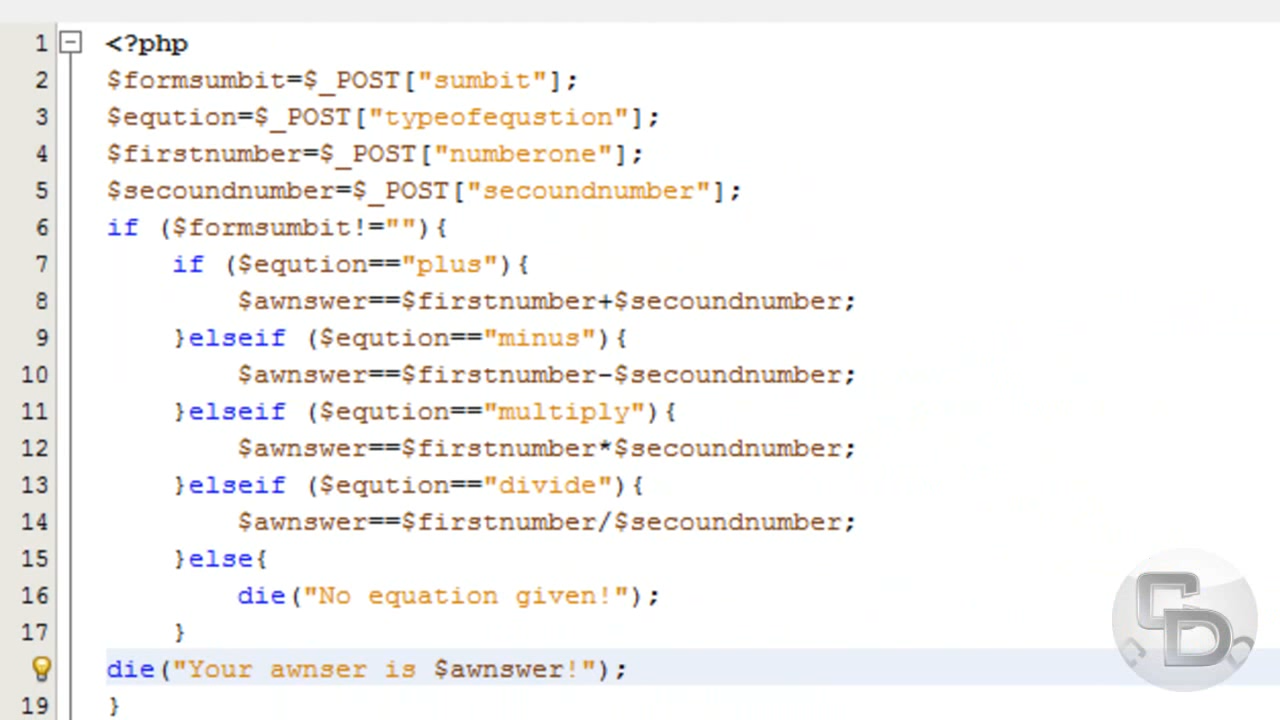 1 <?php
2 $formsumbit=$_POST["sumbit"];
3 $eqution=$_POST["typeofequstion"];
4 $firstnumber=$_POST["numberone"];
5 $secoundnumber=$_POST["secoundnumber"];
6 if ($formsumbit!=""){
7 if ($eqution=="plus"){
8 $awnswer==$firstnumber+$secoundnumber;
9 }elseif ($eqution=="minus"){
10 $awnswer==$firstnumber-$secoundnumber;
11 }elseif ($eqution=="multiply"){
12 $awnswer==$firstnumber*$secoundnumber;
13 }elseif ($eqution=="divide"){
14 $awnswer==$firstnumber/$secoundnumber;
15 }else{
16 die("No equation given!");
17 }
die("Your awnser is $awnswer!");
19 }
CD